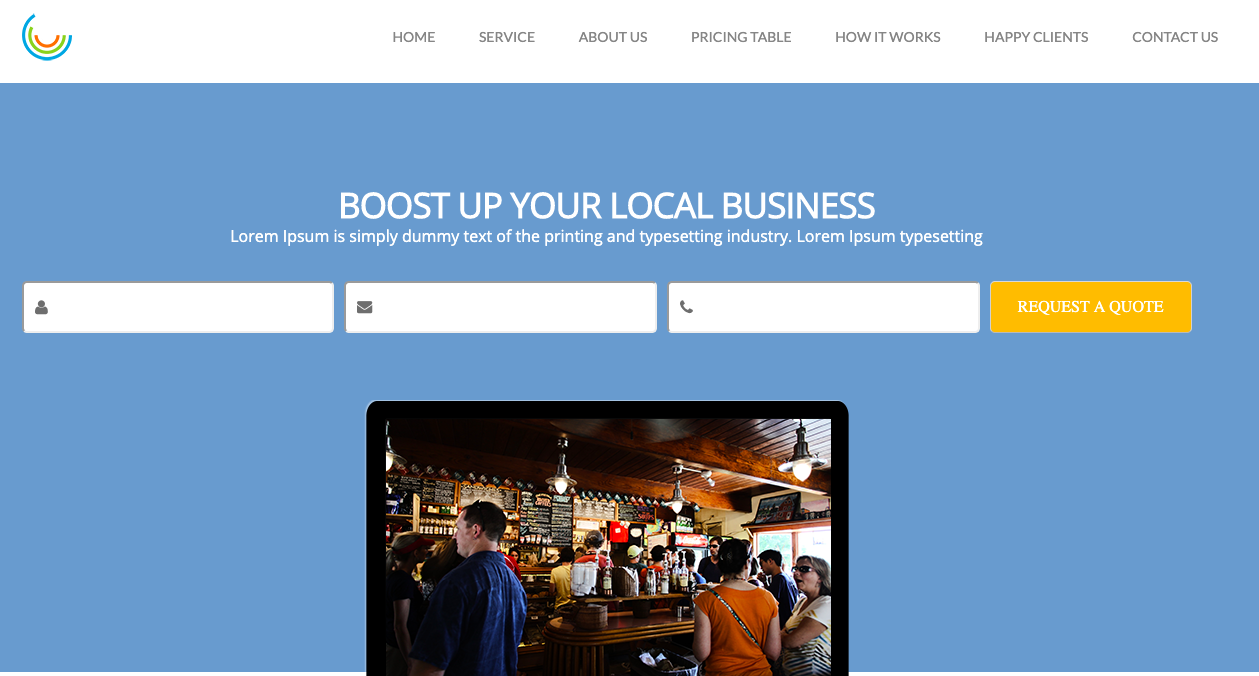 HOME SERVICE ABOUT US PRICING TABLE HOW IT WORKS HAPPY CLIENTS CONTACT US
BOOST UP YOUR LOCAL BUSINESS
Lorem Ipsum is simply dummy text of the printing and typesetting industry. Lorem Ipsum typesetting
REQUEST A QUOTE